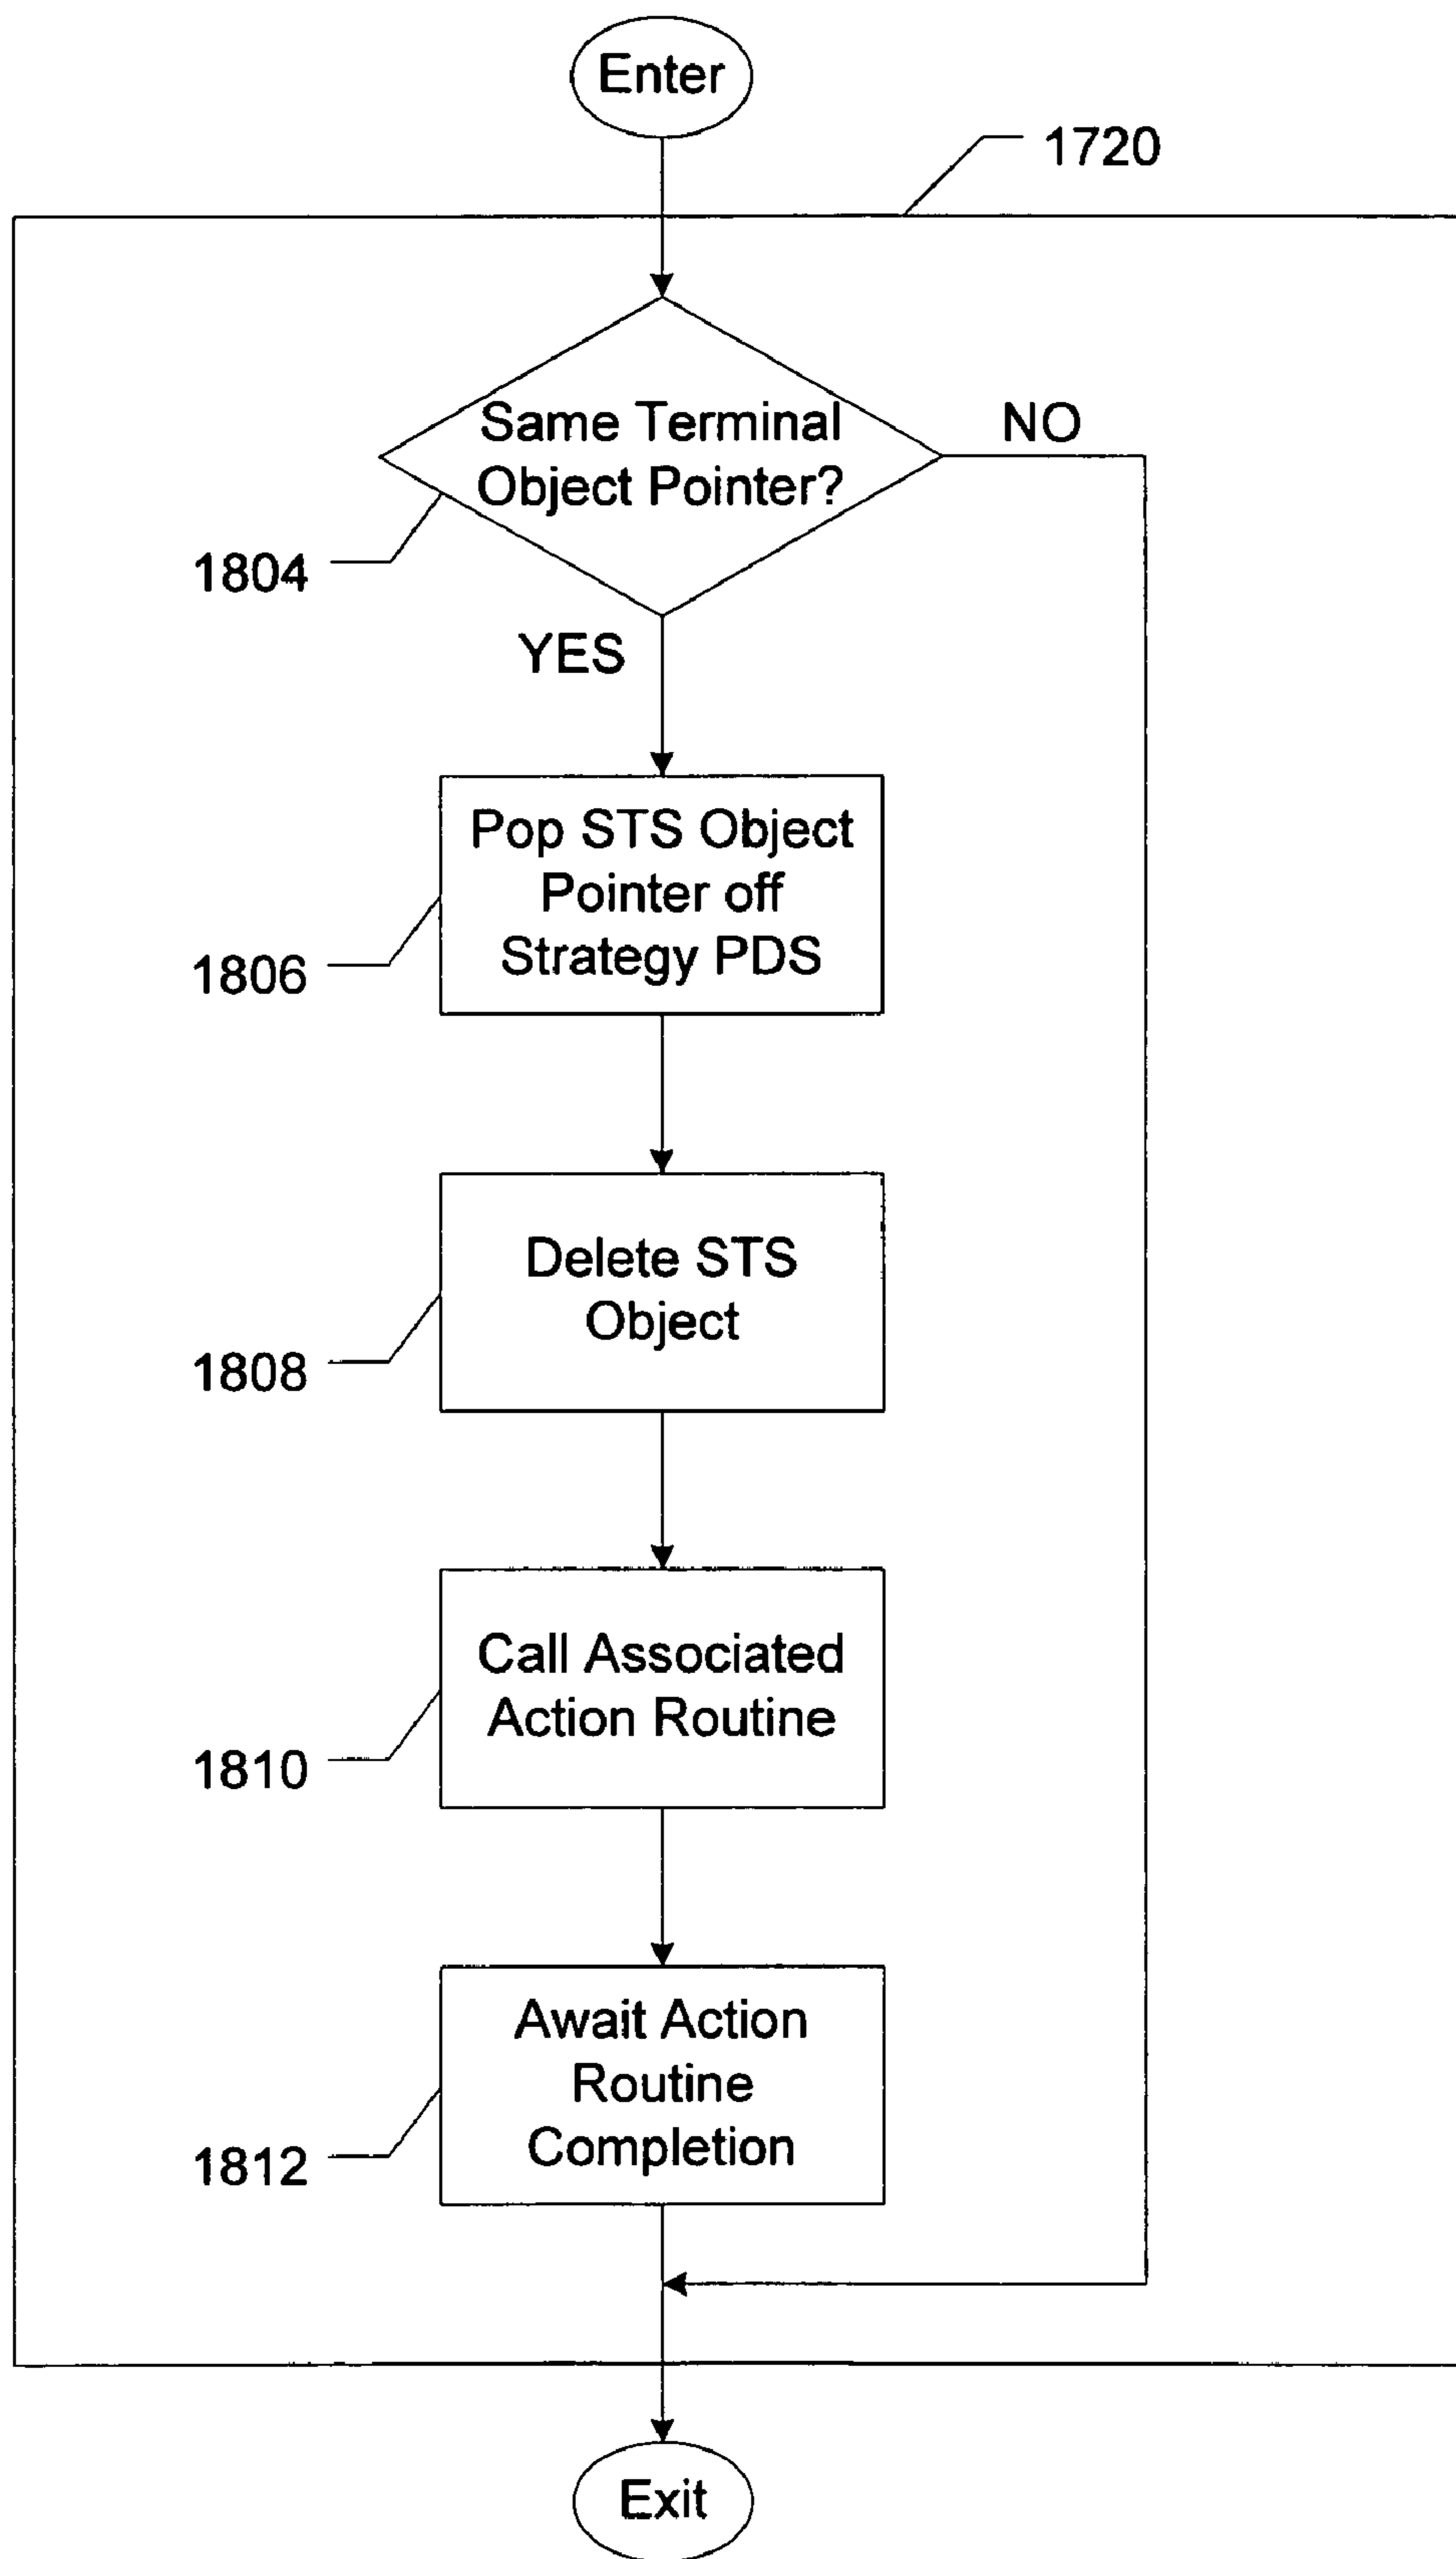 Enter
1720
Same Terminal
Object Pointer?
NO
1804
YES
Pop STS Object
Pointer off
Strategy PDS
1806
Delete STS
Object
1808
Call Associated
Action Routine
1810
Await Action
Routine
Completion
1812
Exit